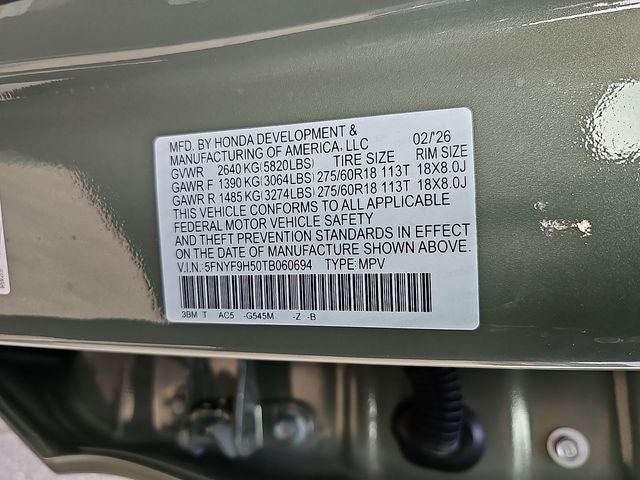 MFD. BY HONDA DEVELOPMENT & 02/'26
MANUFACTURING OF AMERICA, LLC
GVWR 2640 KG(5820LBS) TIRE SIZE RIM SIZE
GAWR F 1390 KG(3064LBS) 275/60R18 113T 18X8.0J
GAWR R 1485 KG(3274LBS) 275/60R18 113T 18X8.0J
THIS VEHICLE CONFORMS TO ALL APPLICABLE
FEDERAL MOTOR VEHICLE SAFETY
AND THEFT PREVENTION STANDARDS IN EFFECT
ON THE DATE OF MANUFACTURE SHOWN ABOVE.
V.I.N. 5FNYF9H50TB060694 TYPE: MPV
3BM T AC5 -G545M -Z -B